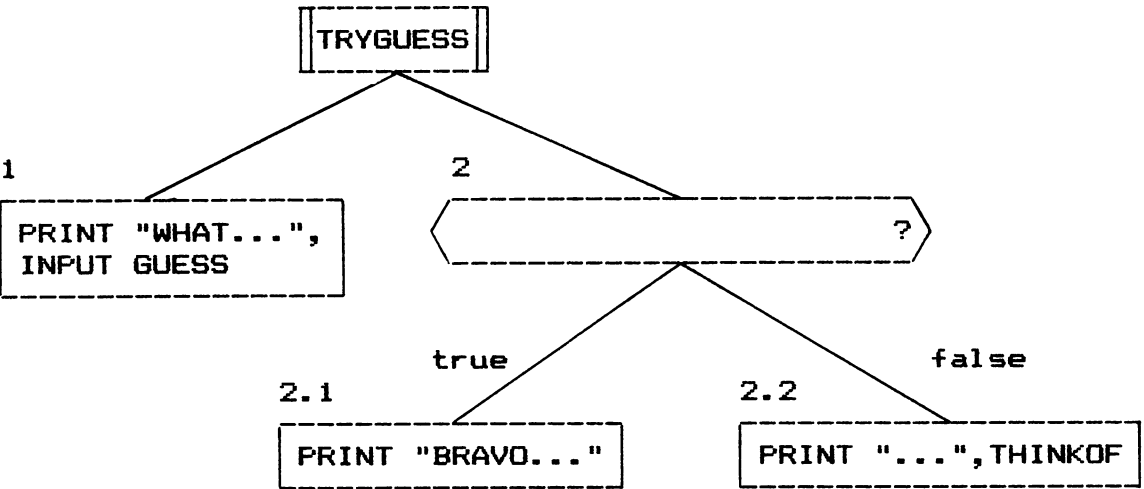 TRYGUESS
1
2
PRINT "WHAT...",
INPUT GUESS
?
true
false
2.1
2.2
PRINT "BRAVO..."
PRINT "...",THINKOF